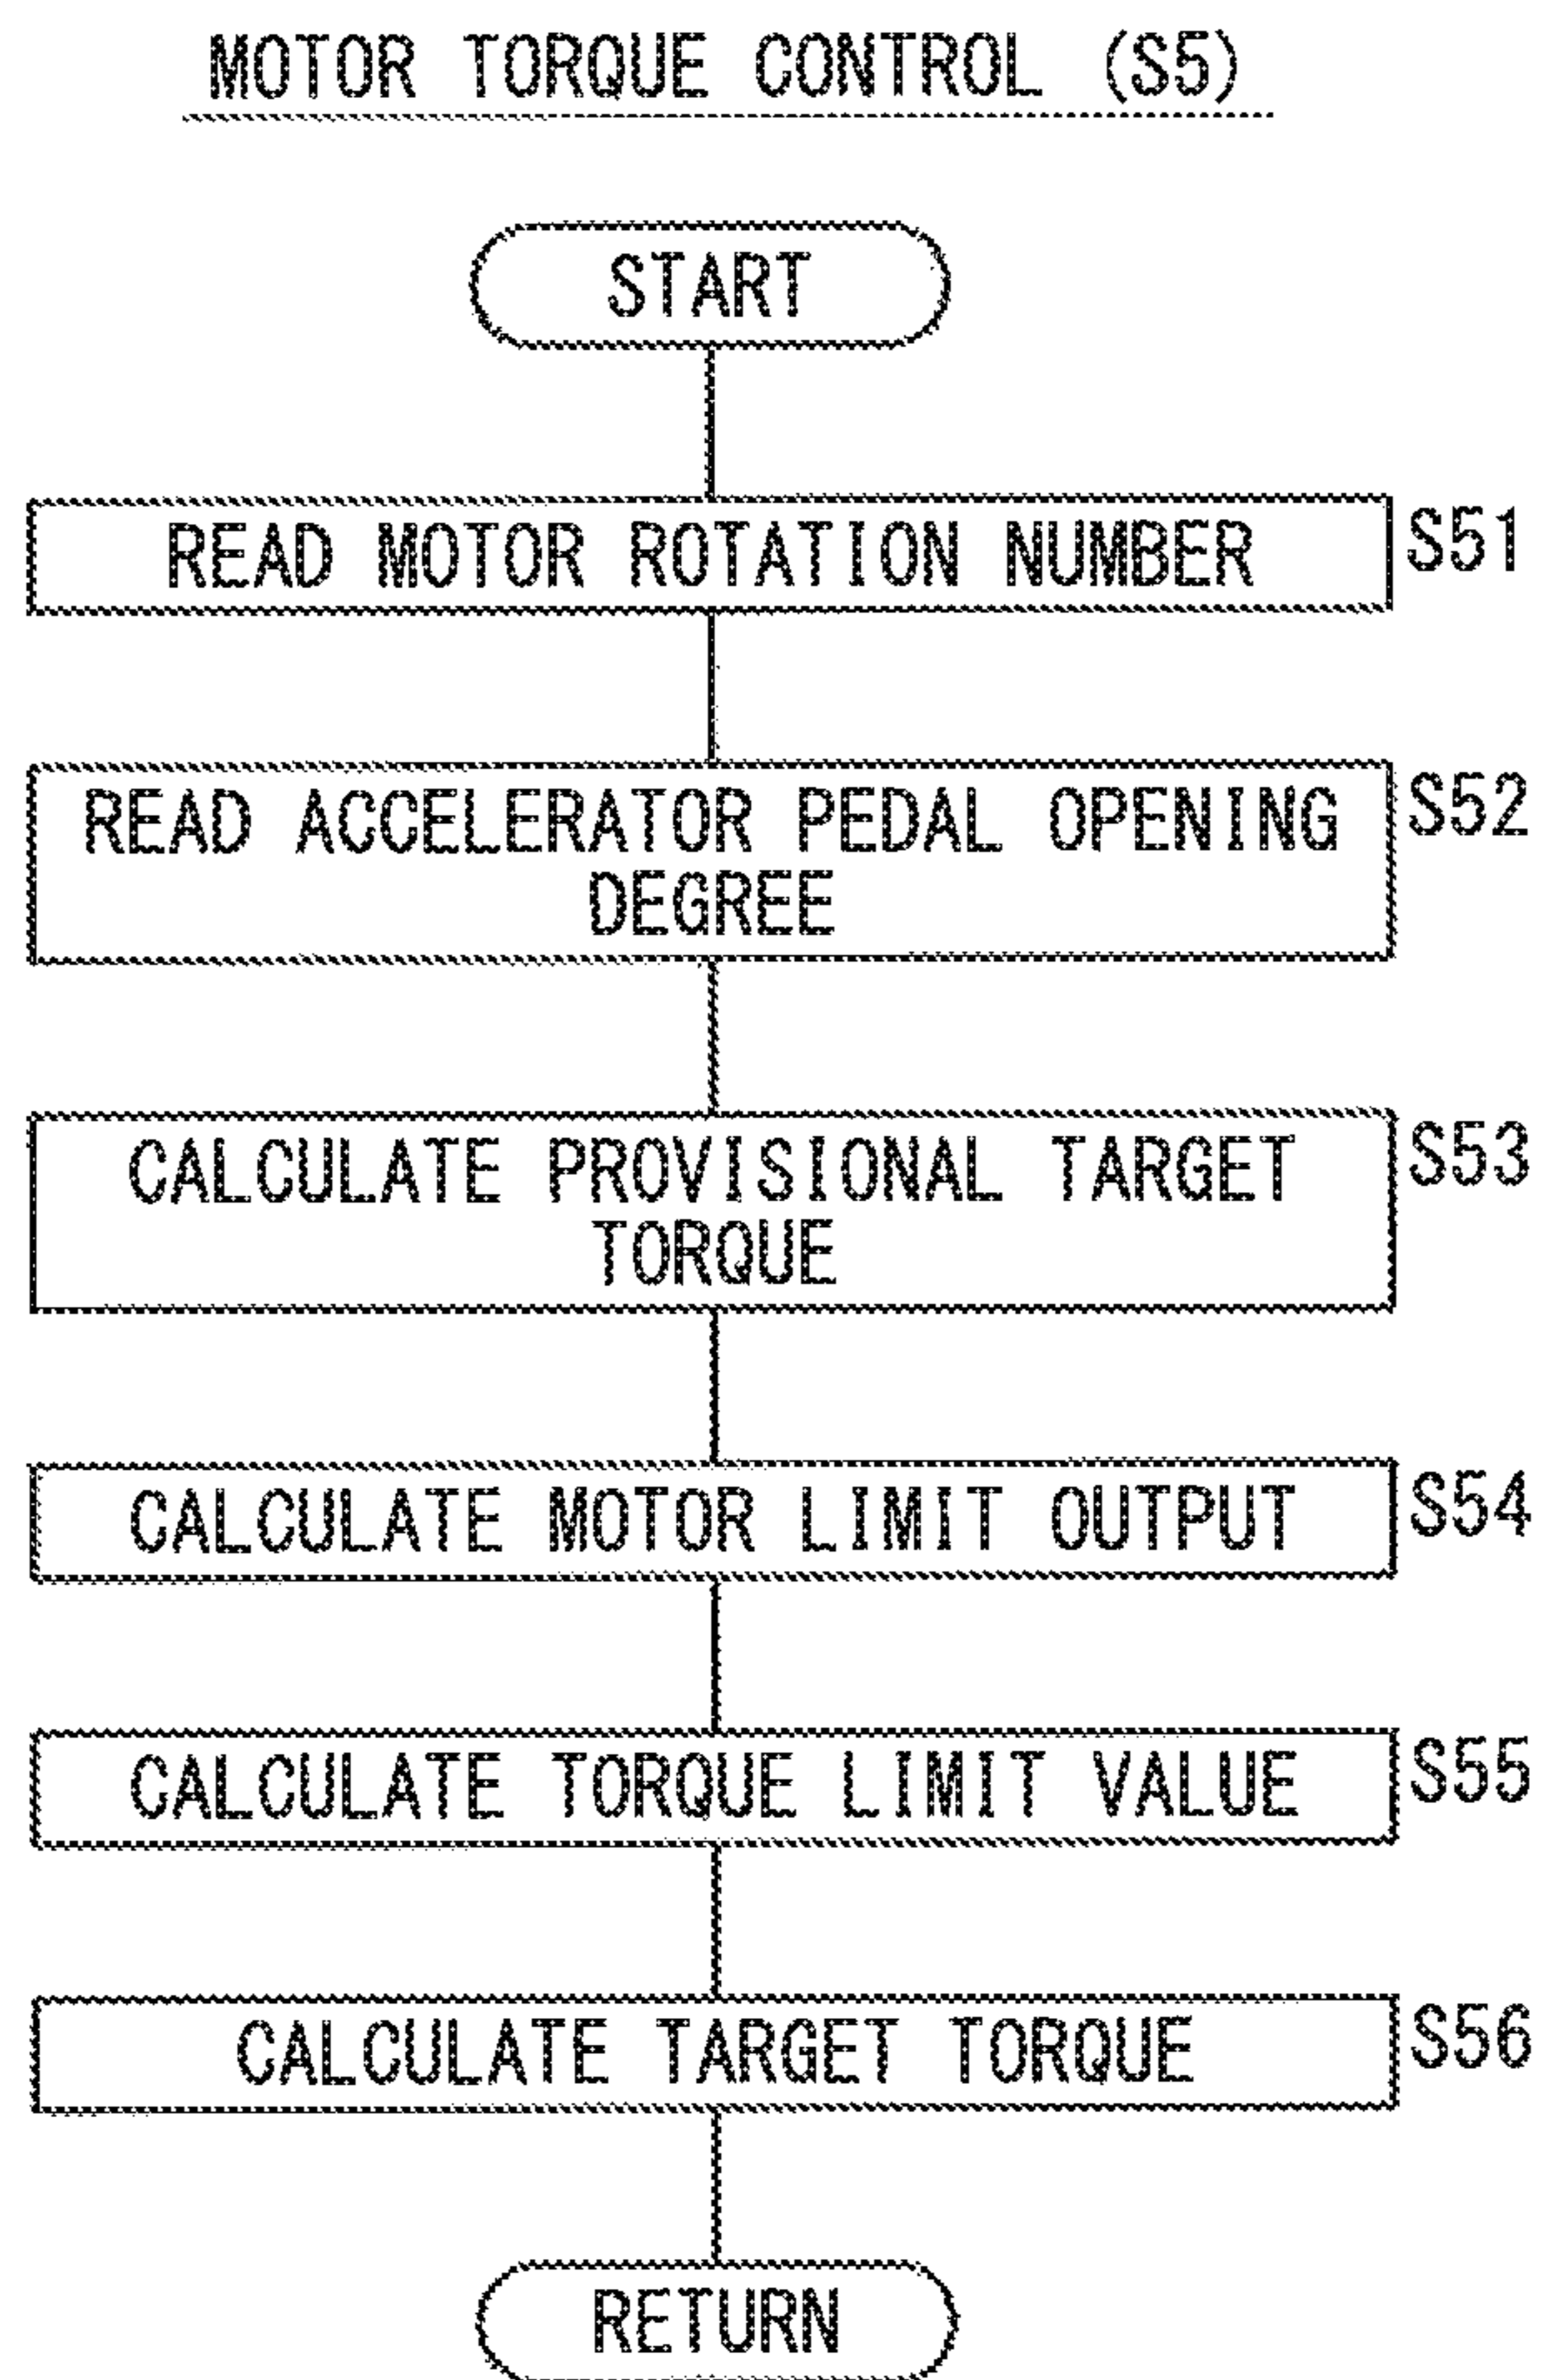 MOTOR TORQUE CONTROL (S5)
START
READ MOTOR ROTATION NUMBER S51
READ ACCELERATOR PEDAL OPENING S52
DEGREE
CALCULATE PROVISIONAL TARGET S53
TORQUE
CALCULATE MOTOR LIMIT OUTPUT S54
CALCULATE TORQUE LIMIT VALUE S55
CALCULATE TARGET TORQUE S56
RETURN